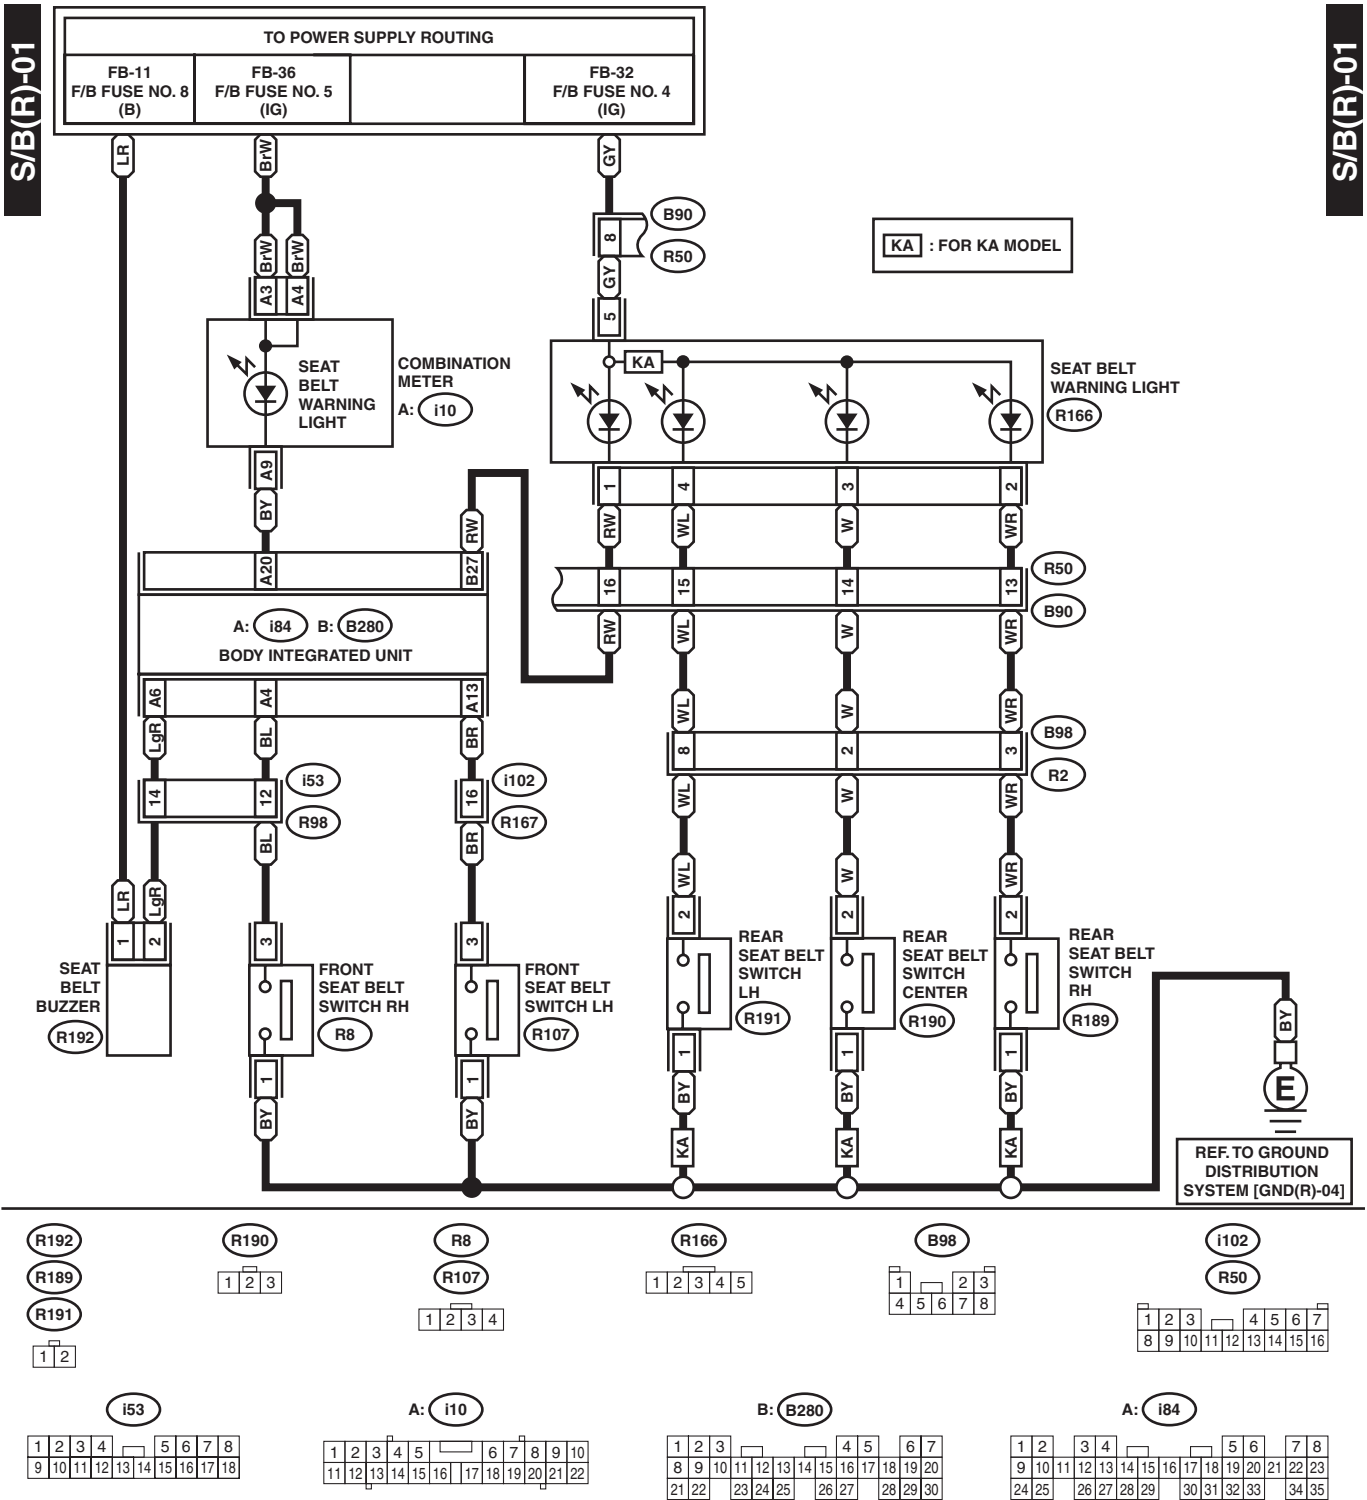 S/B(R)-01
S/B(R)-01
TO POWER SUPPLY ROUTING
FB-11
F/B FUSE NO. 8
(B)
FB-36
F/B FUSE NO. 5
(IG)
FB-32
F/B FUSE NO. 4
(IG)
LR
BrW
GY
B90
8
R50
KA : FOR KA MODEL
BrW
BrW
GY
A3
A4
5
SEAT
BELT
WARNING
LIGHT
COMBINATION
METER
A: i10
KA
SEAT BELT
WARNING LIGHT
R166
A9
1
4
3
2
BY
RW
RW
WL
W
WR
A20
B27
16
15
14
13
R50
B90
A: i84 B: B280
BODY INTEGRATED UNIT
RW
WL
W
WR
A6
A4
A13
WL
W
WR
LgR
BL
BR
8
2
3
B98
R2
14
12
i53
R98
16
i102
R167
WL
W
WR
BL
BR
LR
LgR
WL
W
WR
1
2
3
3
2
2
2
SEAT
BELT
BUZZER
R192
FRONT
SEAT BELT
SWITCH RH
R8
FRONT
SEAT BELT
SWITCH LH
R107
REAR
SEAT BELT
SWITCH
LH
R191
REAR
SEAT BELT
SWITCH
CENTER
R190
REAR
SEAT BELT
SWITCH
RH
R189
BY
E
1
1
1
1
1
BY
BY
BY
BY
BY
KA
KA
KA
REF. TO GROUND
DISTRIBUTION
SYSTEM [GND(R)-04]
R192
R189
R191
1 2
R190
1 2 3
R8
R107
1 2 3 4
R166
1 2 3 4 5
B98
1 2 3
4 5 6 7 8
i102
R50
1 2 3 4 5 6 7
8 9 10 11 12 13 14 15 16
i53
1 2 3 4 5 6 7 8
9 10 11 12 13 14 15 16 17 18
A: i10
1 2 3 4 5 6 7 8 9 10
11 12 13 14 15 16 17 18 19 20 21 22
B: B280
1 2 3 4 5 6 7
8 9 10 11 12 13 14 15 16 17 18 19 20
21 22 23 24 25 26 27 28 29 30
A: i84
1 2 3 4 5 6 7 8
9 10 11 12 13 14 15 16 17 18 19 20 21 22 23
24 25 26 27 28 29 30 31 32 33 34 35